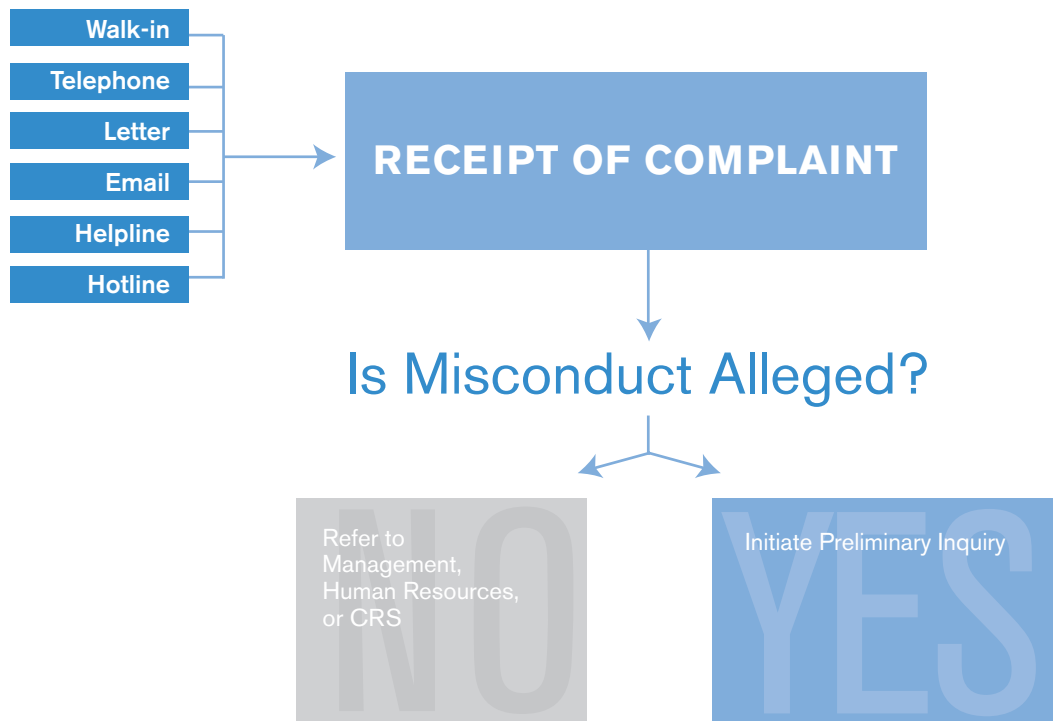 Walk-in
Telephone
Letter
Email
Helpline
Hotline
RECEIPT OF COMPLAINT
Is Misconduct Alleged?
NO
Refer to
Management,
Human Resources,
or CRS
YES
Initiate Preliminary Inquiry